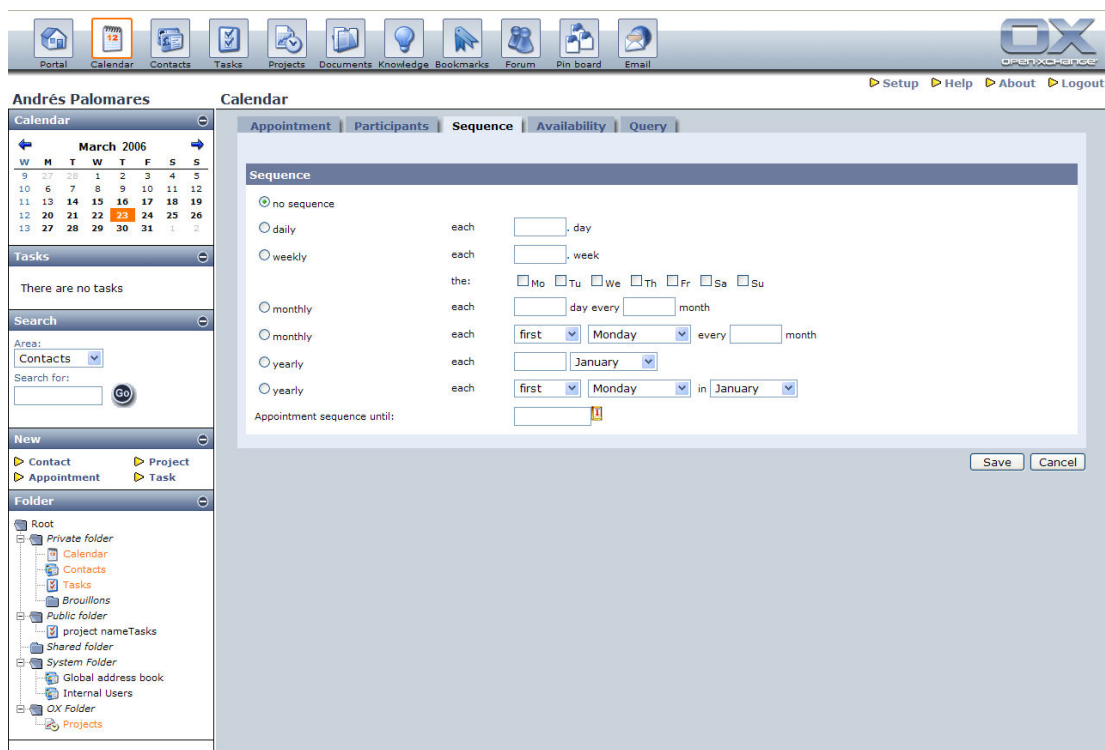 12
Portal Calendar Contacts Tasks Projects Documents Knowledge Bookmarks Forum Pin board Email
OX
OPEN-XCHANGE
Setup Help About Logout
Andrés Palomares
Calendar
March 2006
W M T W T F S S
9 27 28 1 2 3 4 5
10 6 7 8 9 10 11 12
11 13 14 15 16 17 18 19
12 20 21 22 23 24 25 26
13 27 28 29 30 31 1 2
Tasks
There are no tasks
Search
Area:
Contacts
Search for:
Go
New
Contact Project
Appointment Task
Folder
Root
Private folder
Calendar
Contacts
Tasks
Brouillons
Public folder
project nameTasks
Shared folder
System Folder
Global address book
Internal Users
OX Folder
Projects
Calendar
Appointment Participants Sequence Availability Query
Sequence
no sequence
daily each . day
weekly each . week
the: Mo Tu We Th Fr Sa Su
monthly each day every month
monthly each first Monday every month
yearly each January
yearly each first Monday in January
Appointment sequence until:
Save Cancel